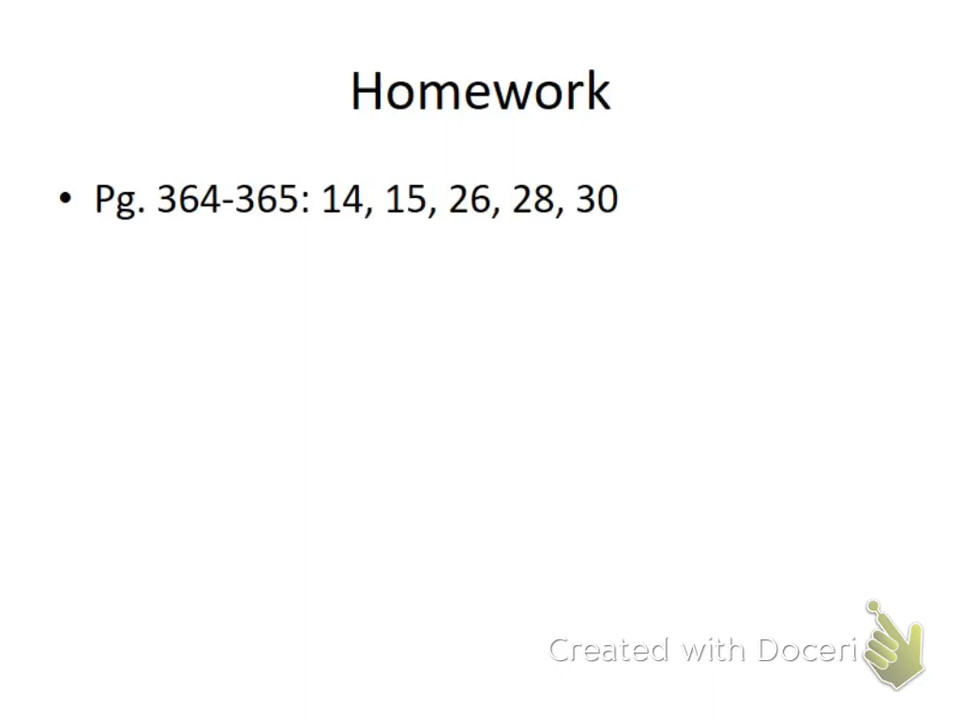 Homework
• Pg. 364-365: 14, 15, 26, 28, 30
Created with Doceri